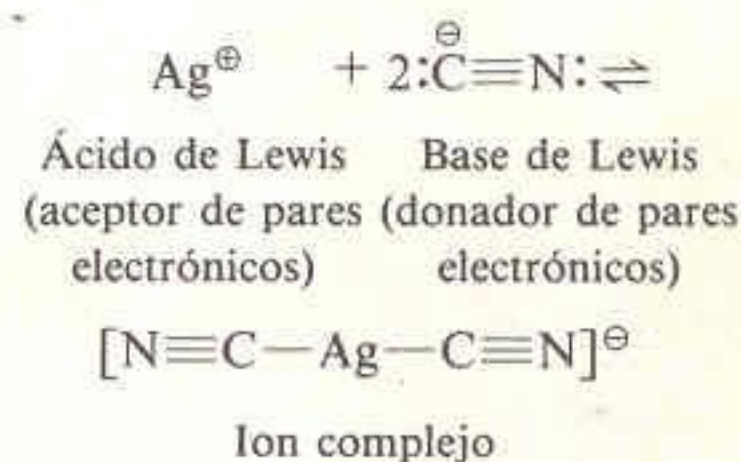 Ag⊕ + 2:C⊖≡N: ⇌
Ácido de Lewis Base de Lewis
(aceptor de pares (donador de pares
electrónicos) electrónicos)
[N≡C—Ag—C≡N]⊖
Ion complejo